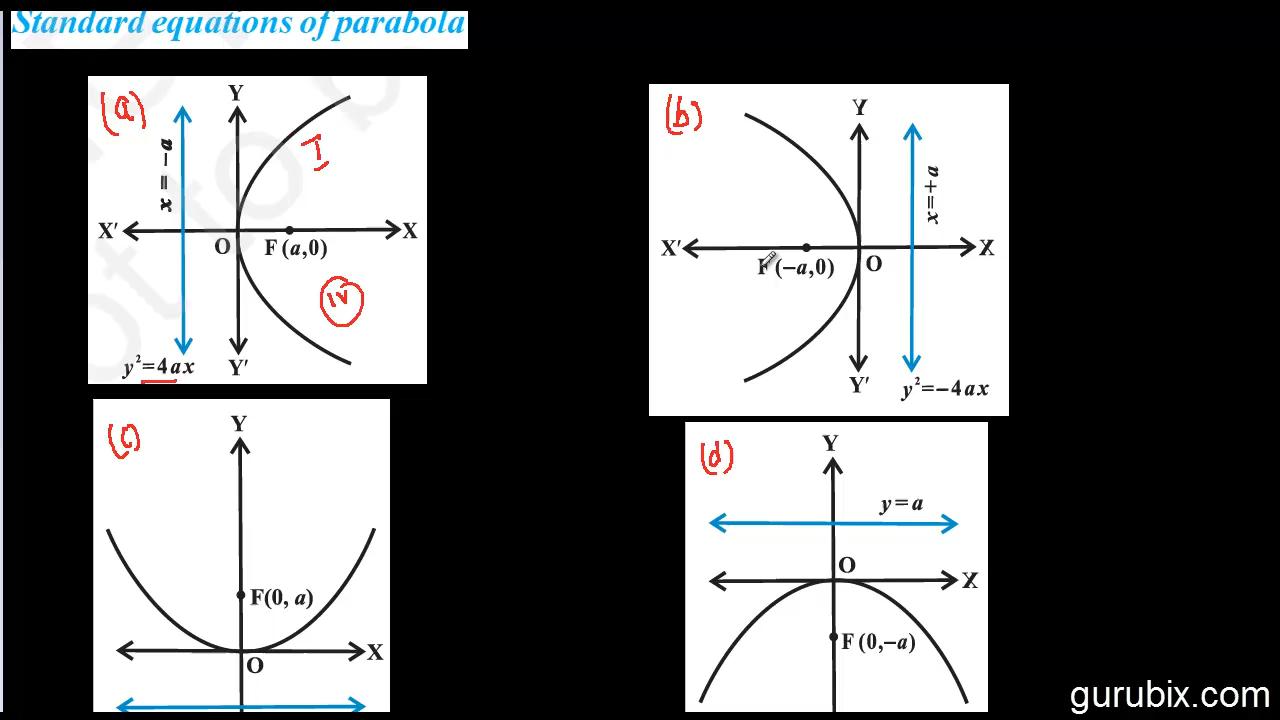 Standard equations of parabola
(a)
Y
x = −a
I
X′
X
O
F (a,0)
IV
y²=4ax
Y′
(b)
Y
x=+a
X′
X
F (−a,0)
O
Y′
y²=−4ax
(c)
Y
F(0, a)
X
O
(d)
Y
y=a
O
X
F (0,−a)
gurubix.com